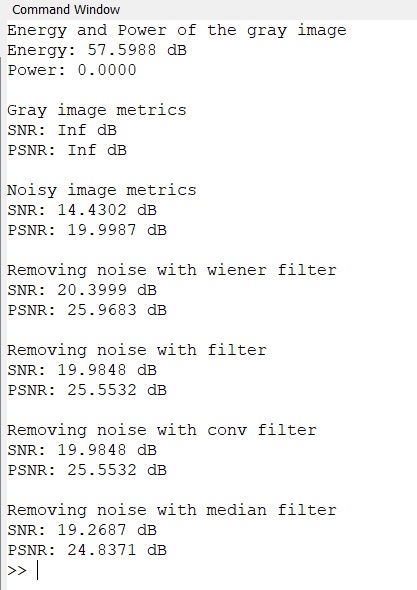 Command Window
Energy and Power of the gray image
Energy: 57.5988 dB
Power: 0.0000
Gray image metrics
SNR: Inf dB
PSNR: Inf dB
Noisy image metrics
SNR: 14.4302 dB
PSNR: 19.9987 dB
Removing noise with wiener filter
SNR: 20.3999 dB
PSNR: 25.9683 dB
Removing noise with filter
SNR: 19.9848 dB
PSNR: 25.5532 dB
Removing noise with conv filter
SNR: 19.9848 dB
PSNR: 25.5532 dB
Removing noise with median filter
SNR: 19.2687 dB
PSNR: 24.8371 dB
>>